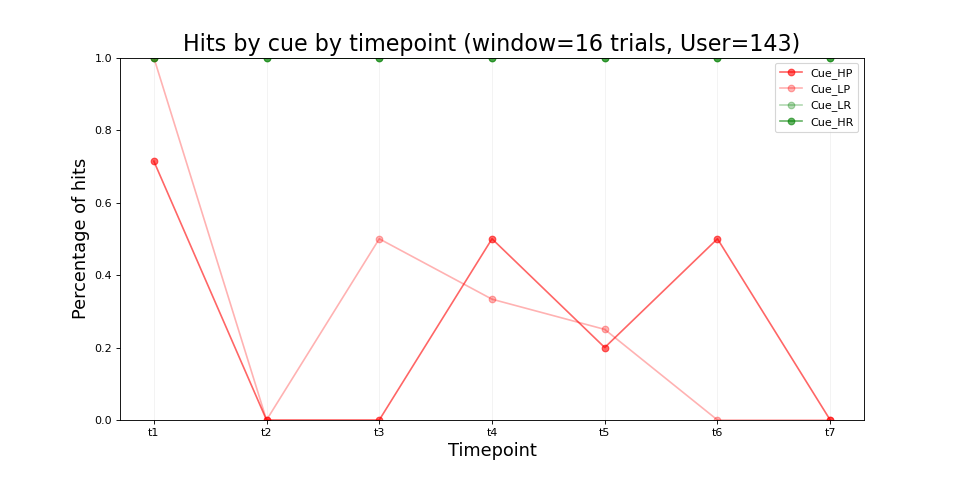 Hits by cue by timepoint (window=16 trials, User=143)
Percentage of hits
1.0
0.8
0.6
0.4
0.2
0.0
Cue_HP
Cue_LP
Cue_LR
Cue_HR
t1 t2 t3 t4 t5 t6 t7
Timepoint